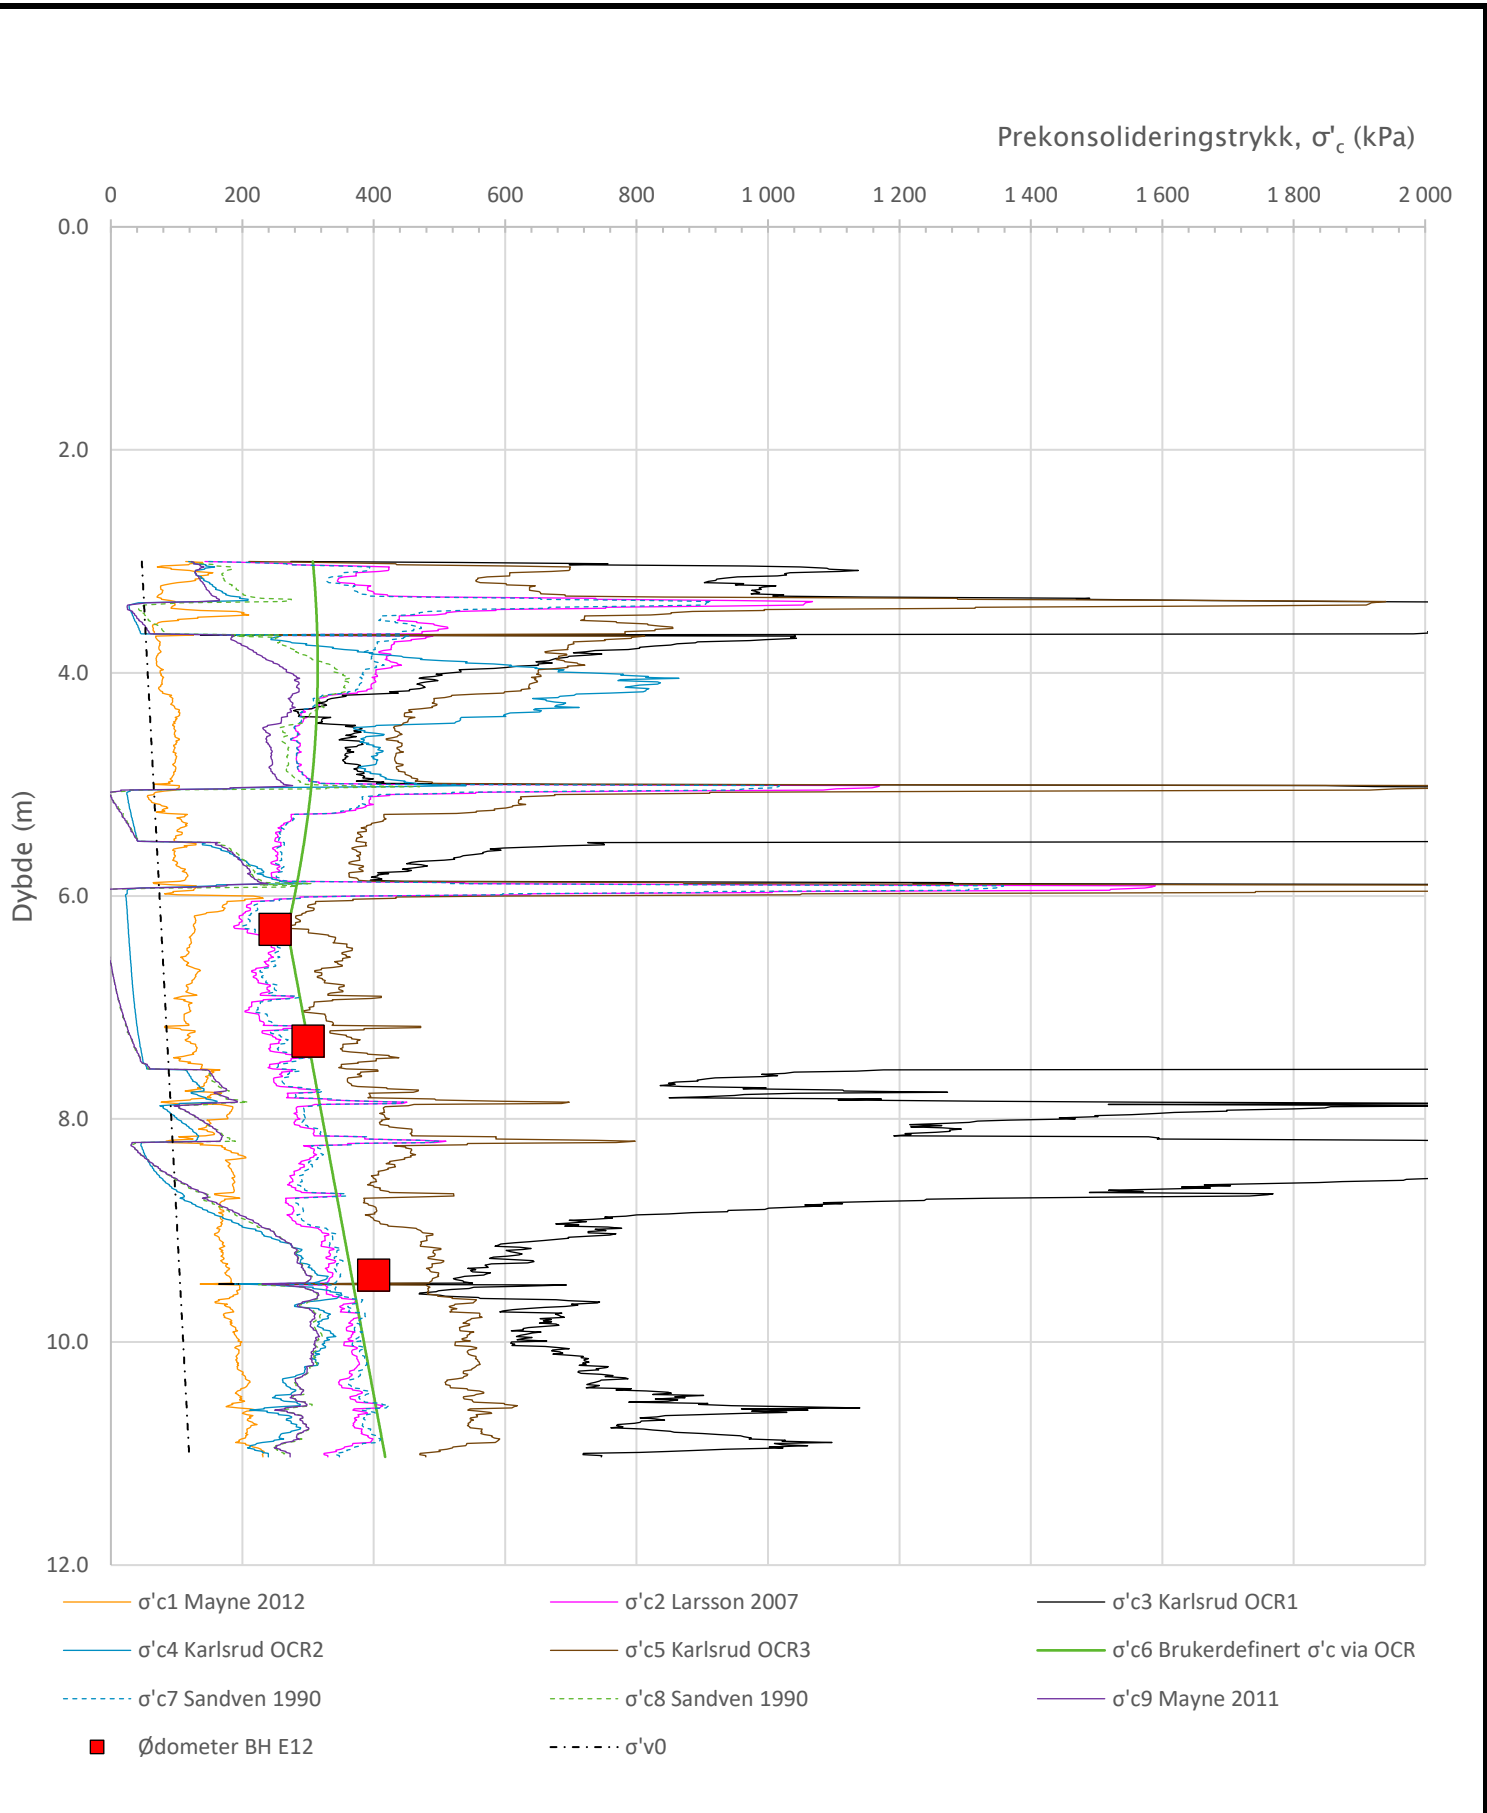 Prekonsolideringstrykk, σ'c (kPa)
0 200 400 600 800 1 000 1 200 1 400 1 600 1 800 2 000
0.0
2.0
4.0
6.0
8.0
10.0
12.0
Dybde (m)
σ'c1 Mayne 2012 σ'c2 Larsson 2007 σ'c3 Karlsrud OCR1
σ'c4 Karlsrud OCR2 σ'c5 Karlsrud OCR3 σ'c6 Brukerdefinert σ'c via OCR
σ'c7 Sandven 1990 σ'c8 Sandven 1990 σ'c9 Mayne 2011
Ødometer BH E12 σ'v0